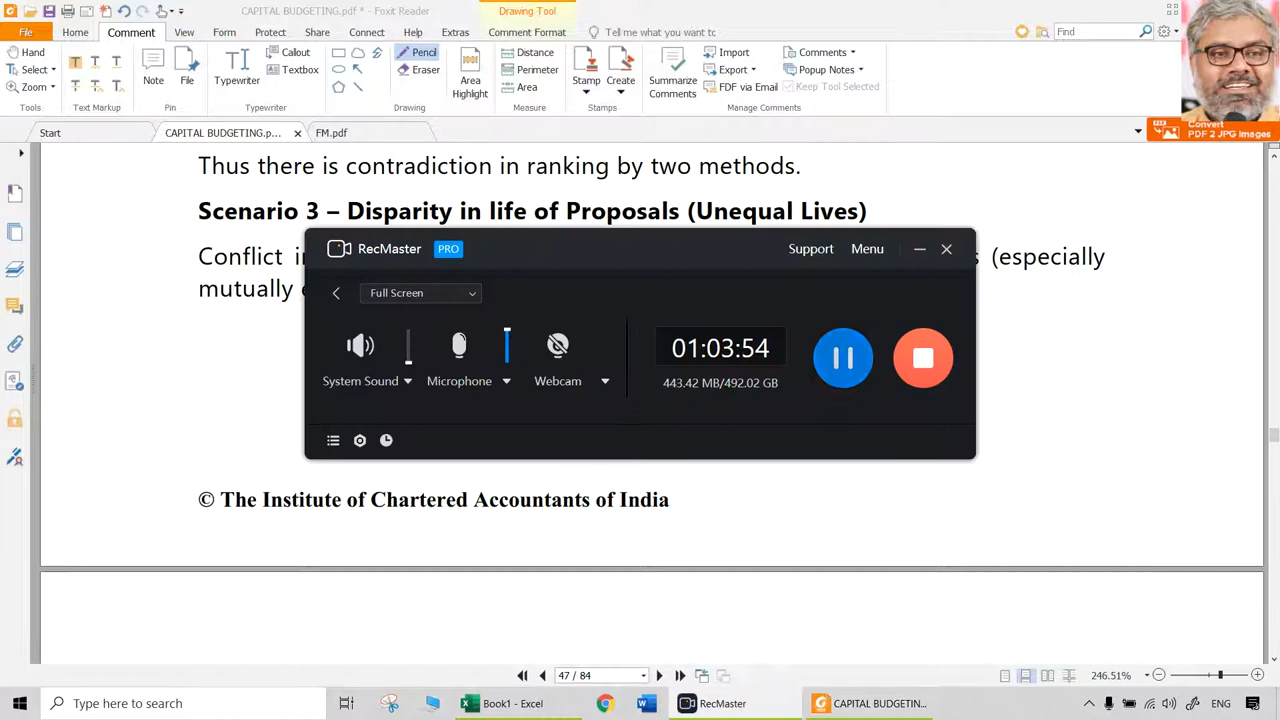 CAPITAL BUDGETING.pdf * - Foxit Reader
Drawing Tool
File
Home
Comment
View
Form
Protect
Share
Connect
Help
Extras
Comment Format
Tell me what you want to
Find
Hand
Select
Zoom
Tools
Text Markup
Note
File
Pin
Typewriter
Callout
Textbox
Typewriter
Pencil
Eraser
Drawing
Area
Highlight
Distance
Perimeter
Area
Measure
Stamp
Create
Stamps
Summarize
Comments
Import
Export
FDF via Email
Comments
Popup Notes
Keep Tool Selected
Manage Comments
Convert
PDF 2 JPG Images
Start
CAPITAL BUDGETING.p...
FM.pdf
Thus there is contradiction in ranking by two methods.
Scenario 3 – Disparity in life of Proposals (Unequal Lives)
Conflict
(especially
mutually
RecMaster
PRO
Support
Menu
Full Screen
System Sound
Microphone
Webcam
01:03:54
443.42 MB/492.02 GB
© The Institute of Chartered Accountants of India
47 / 84
246.51%
Type here to search
Book1 - Excel
RecMaster
CAPITAL BUDGETIN...
ENG